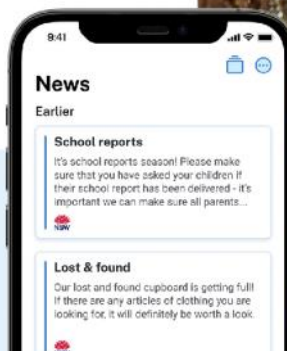 9:41
News
Earlier
School reports
It's school reports season! Please make
sure that you have asked your children if
their school report has been delivered - it's
important we can make sure all parents...
NSW
Lost & found
Our lost and found cupboard is getting full!
If there are any articles of clothing you are
looking for, it will definitely be worth a look.